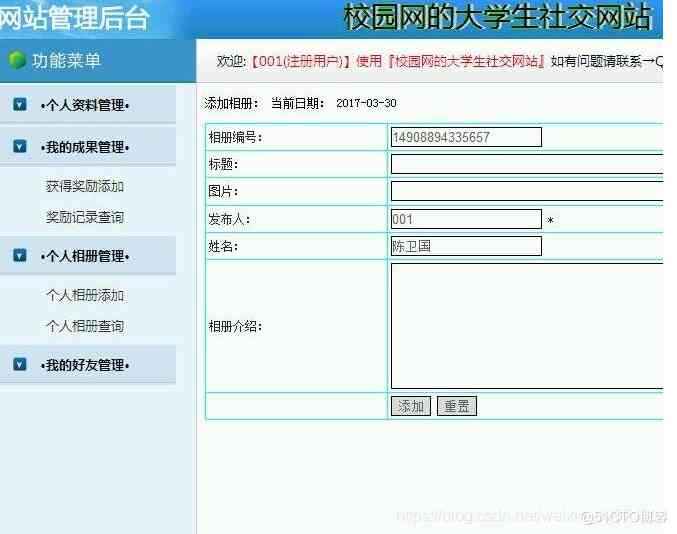 网站管理后台
校园网的大学生社交网站
功能菜单
欢迎:【001(注册用户)】使用『校园网的大学生社交网站』如有问题请联系→Q
•个人资料管理•
•我的成果管理•
获得奖励添加
奖励记录查询
•个人相册管理•
个人相册添加
个人相册查询
•我的好友管理•
添加相册: 当前日期: 2017-03-30
相册编号: 14908894335657
标题:
图片:
发布人: 001 *
姓名: 陈卫国
相册介绍:
添加 重置
@51CTO博客